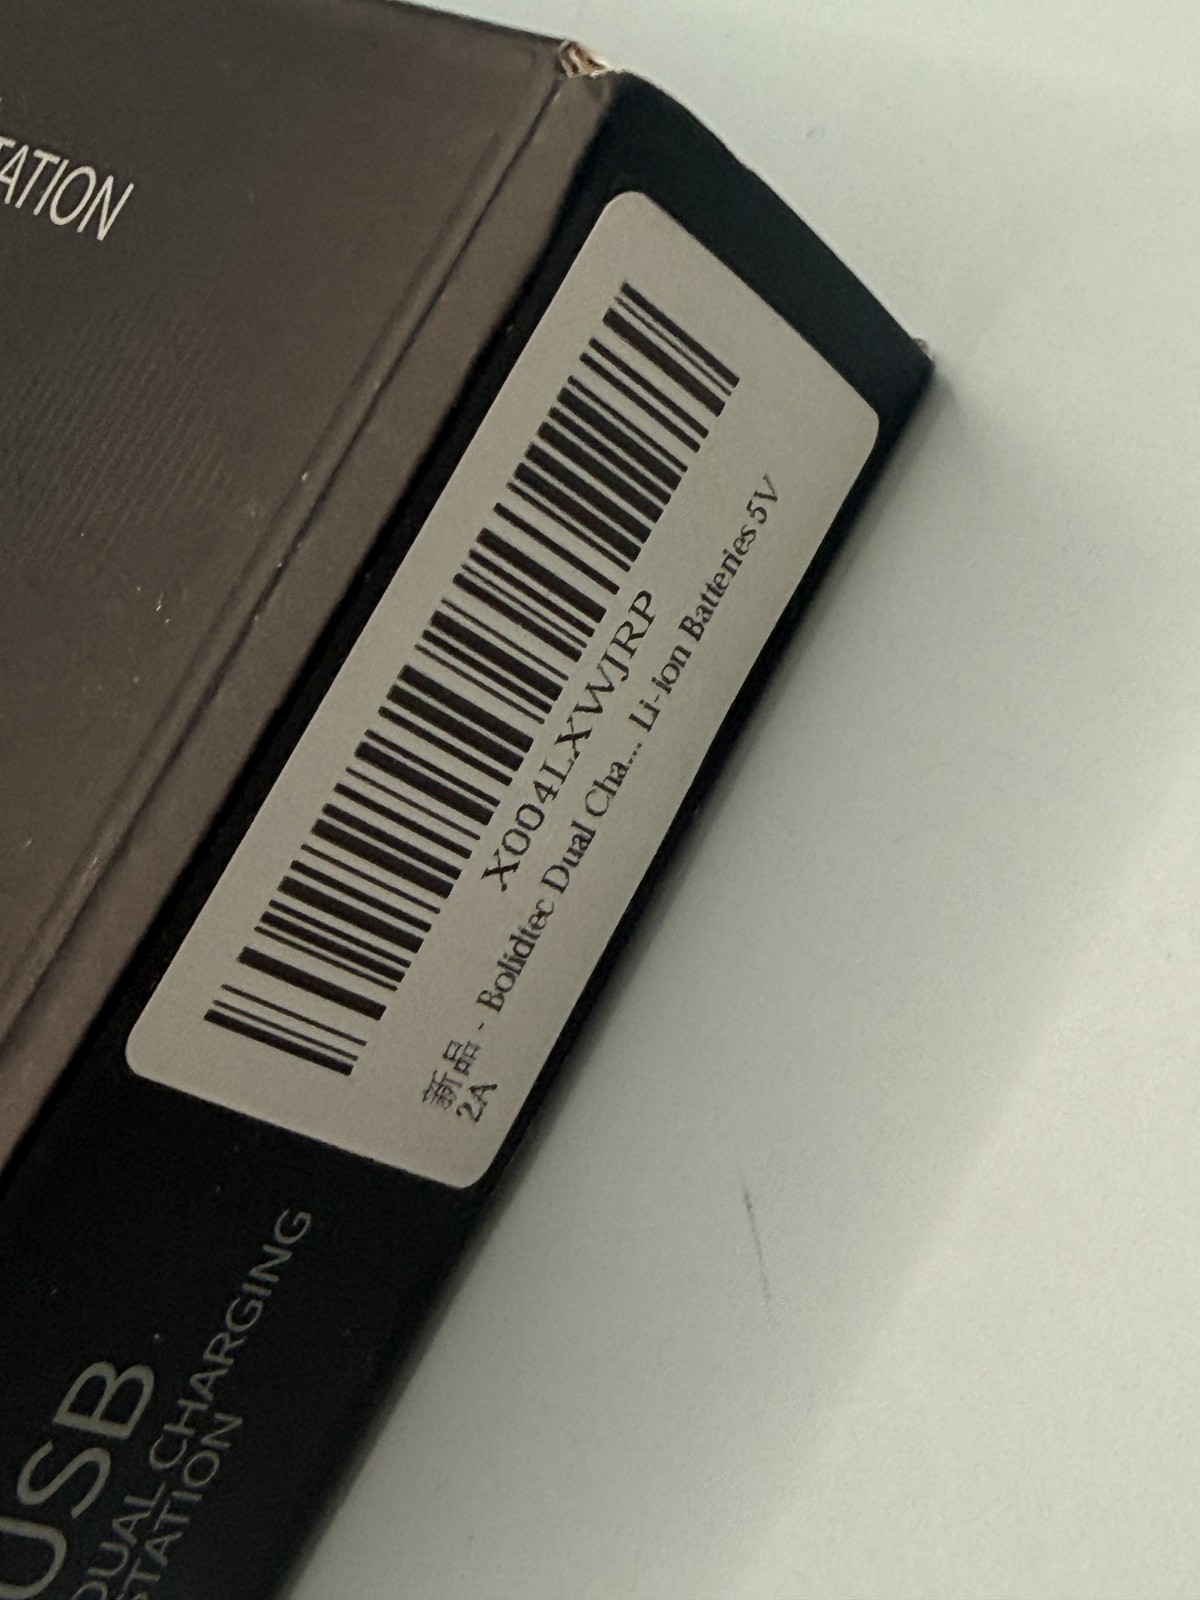 TATION
X004LXWJRP
新品 - Bolidtec Dual Cha... Li-ion Batteries 5V
2A
USB
DUAL CHARGING
STATION